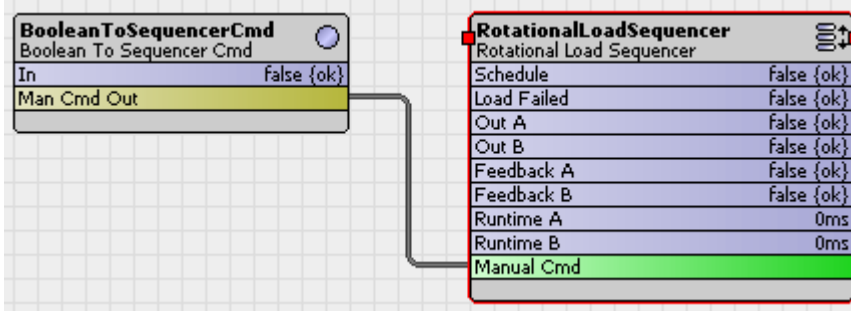 BooleanToSequencerCmd
Boolean To Sequencer Cmd
In false {ok}
Man Cmd Out
RotationalLoadSequencer
Rotational Load Sequencer
Schedule false {ok}
Load Failed false {ok}
Out A false {ok}
Out B false {ok}
Feedback A false {ok}
Feedback B false {ok}
Runtime A 0ms
Runtime B 0ms
Manual Cmd